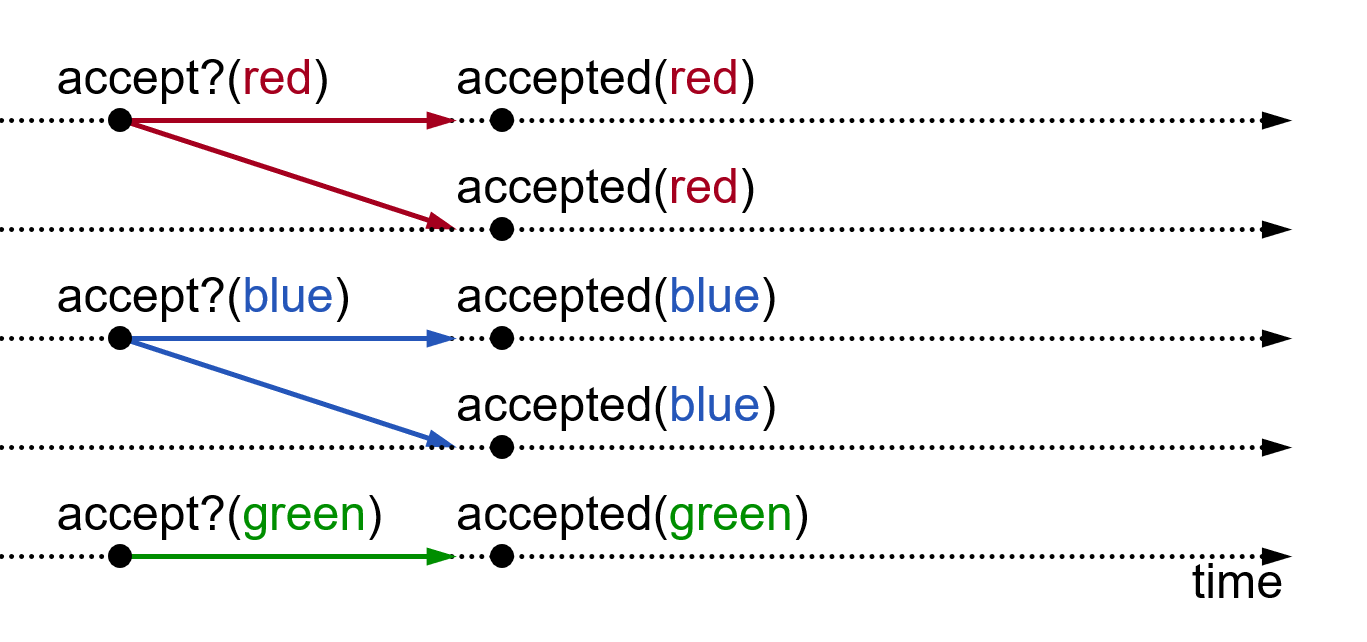 accept?(red) accepted(red)
accepted(red)
accept?(blue) accepted(blue)
accepted(blue)
accept?(green) accepted(green)
time